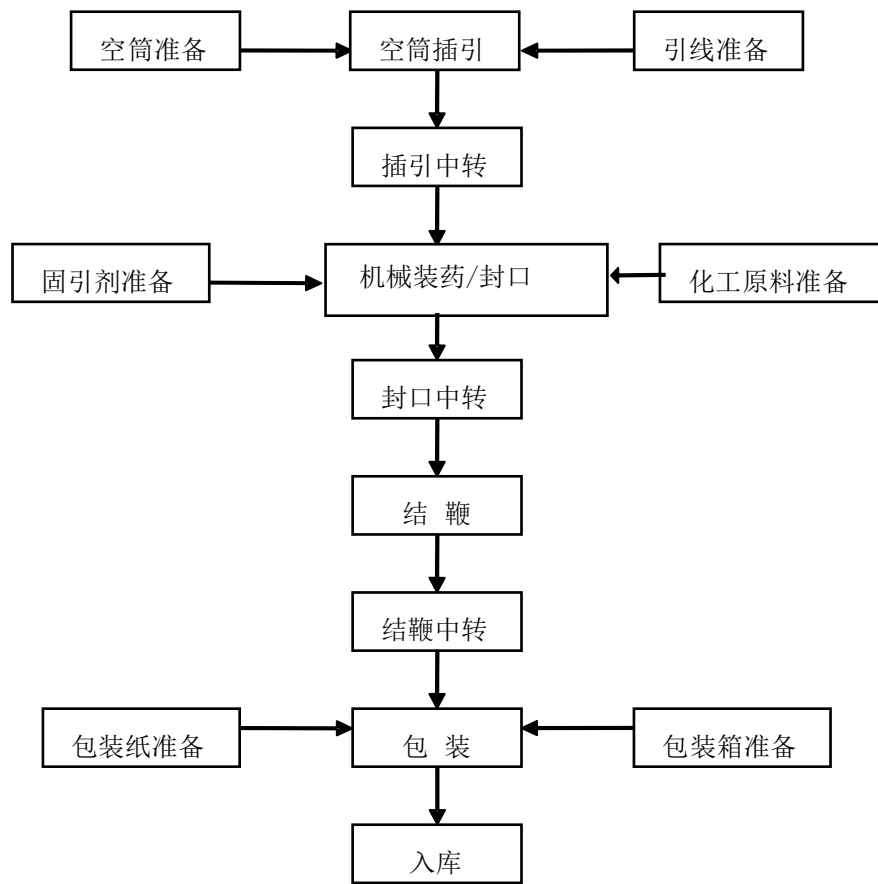 空筒准备
空筒插引
引线准备
插引中转
固引剂准备
机械装药/封口
化工原料准备
封口中转
结 鞭
结鞭中转
包装纸准备
包 装
包装箱准备
入库